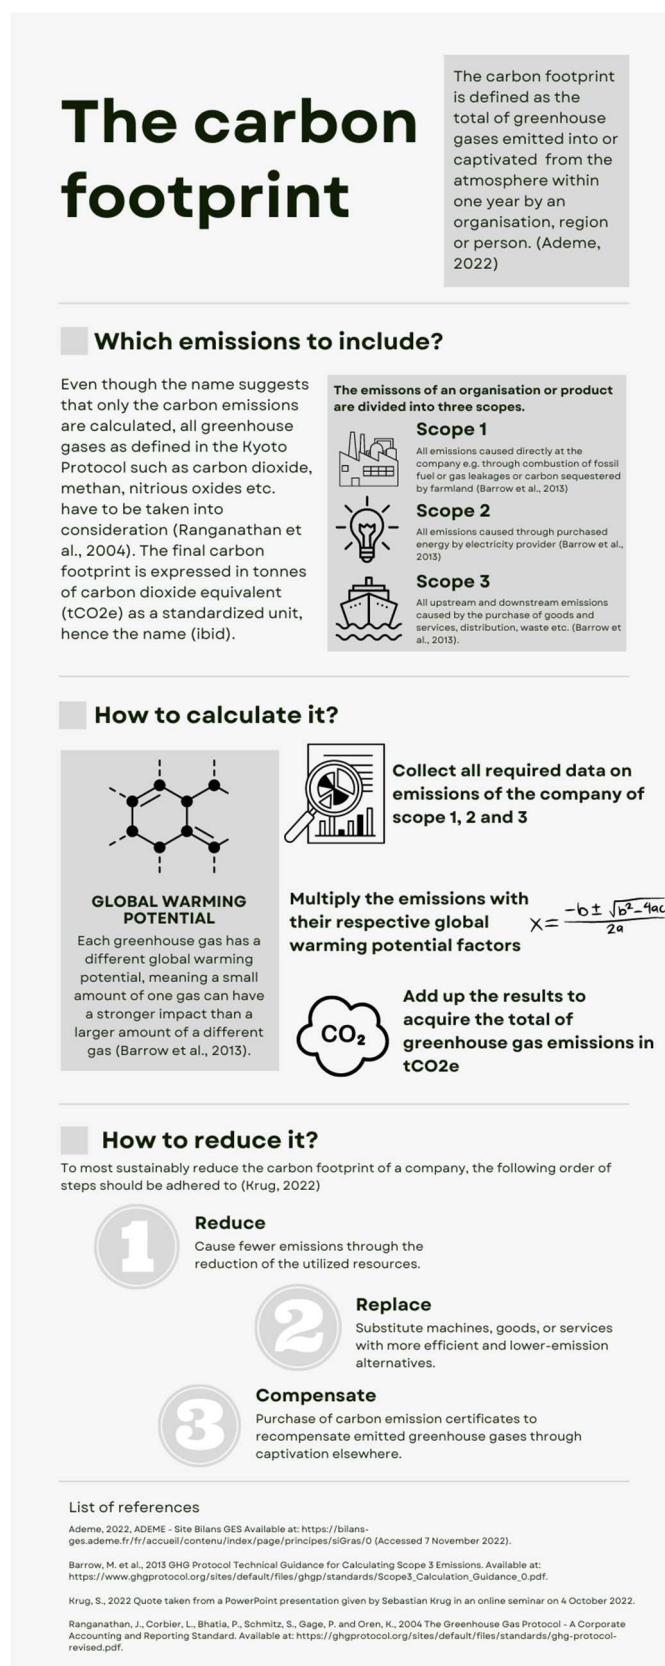 The carbon
footprint
The carbon footprint
is defined as the
total of greenhouse
gases emitted into or
captivated from the
atmosphere within
one year by an
organisation, region
or person. (Ademe,
2022)
Which emissions to include?
Even though the name suggests
that only the carbon emissions
are calculated, all greenhouse
gases as defined in the Kyoto
Protocol such as carbon dioxide,
methan, nitrious oxides etc.
have to be taken into
consideration (Ranganathan et
al., 2004). The final carbon
footprint is expressed in tonnes
of carbon dioxide equivalent
(tCO2e) as a standardized unit,
hence the name (ibid).
The emissons of an organisation or product
are divided into three scopes.
Scope 1
All emissions caused directly at the
company e.g. through combustion of fossil
fuel or gas leakages or carbon sequestered
by farmland (Barrow et al., 2013)
Scope 2
All emissions caused through purchased
energy by electricity provider (Barrow et al.,
2013)
Scope 3
All upstream and downstream emissions
caused by the purchase of goods and
services, distribution, waste etc. (Barrow et
al., 2013).
How to calculate it?
GLOBAL WARMING
POTENTIAL
Each greenhouse gas has a
different global warming
potential, meaning a small
amount of one gas can have
a stronger impact than a
larger amount of a different
gas (Barrow et al., 2013).
Collect all required data on
emissions of the company of
scope 1, 2 and 3
Multiply the emissions with
their respective global
warming potential factors
x= -b± √b²-4ac
2a
CO₂
Add up the results to
acquire the total of
greenhouse gas emissions in
tCO2e
How to reduce it?
To most sustainably reduce the carbon footprint of a company, the following order of
steps should be adhered to (Krug, 2022)
1
Reduce
Cause fewer emissions through the
reduction of the utilized resources.
2
Replace
Substitute machines, goods, or services
with more efficient and lower-emission
alternatives.
3
Compensate
Purchase of carbon emission certificates to
recompensate emitted greenhouse gases through
captivation elsewhere.
List of references
Ademe, 2022, ADEME - Site Bilans GES Available at: https://bilans-
ges.ademe.fr/fr/accueil/contenu/index/page/principes/siGras/0 (Accessed 7 November 2022).
Barrow, M. et al., 2013 GHG Protocol Technical Guidance for Calculating Scope 3 Emissions. Available at:
https://www.ghgprotocol.org/sites/default/files/ghgp/standards/Scope3_Calculation_Guidance_0.pdf.
Krug, S., 2022 Quote taken from a PowerPoint presentation given by Sebastian Krug in an online seminar on 4 October 2022.
Ranganathan, J., Corbier, L., Bhatia, P., Schmitz, S., Gage, P. and Oren, K., 2004 The Greenhouse Gas Protocol - A Corporate
Accounting and Reporting Standard. Available at: https://ghgprotocol.org/sites/default/files/standards/ghg-protocol-
revised.pdf.